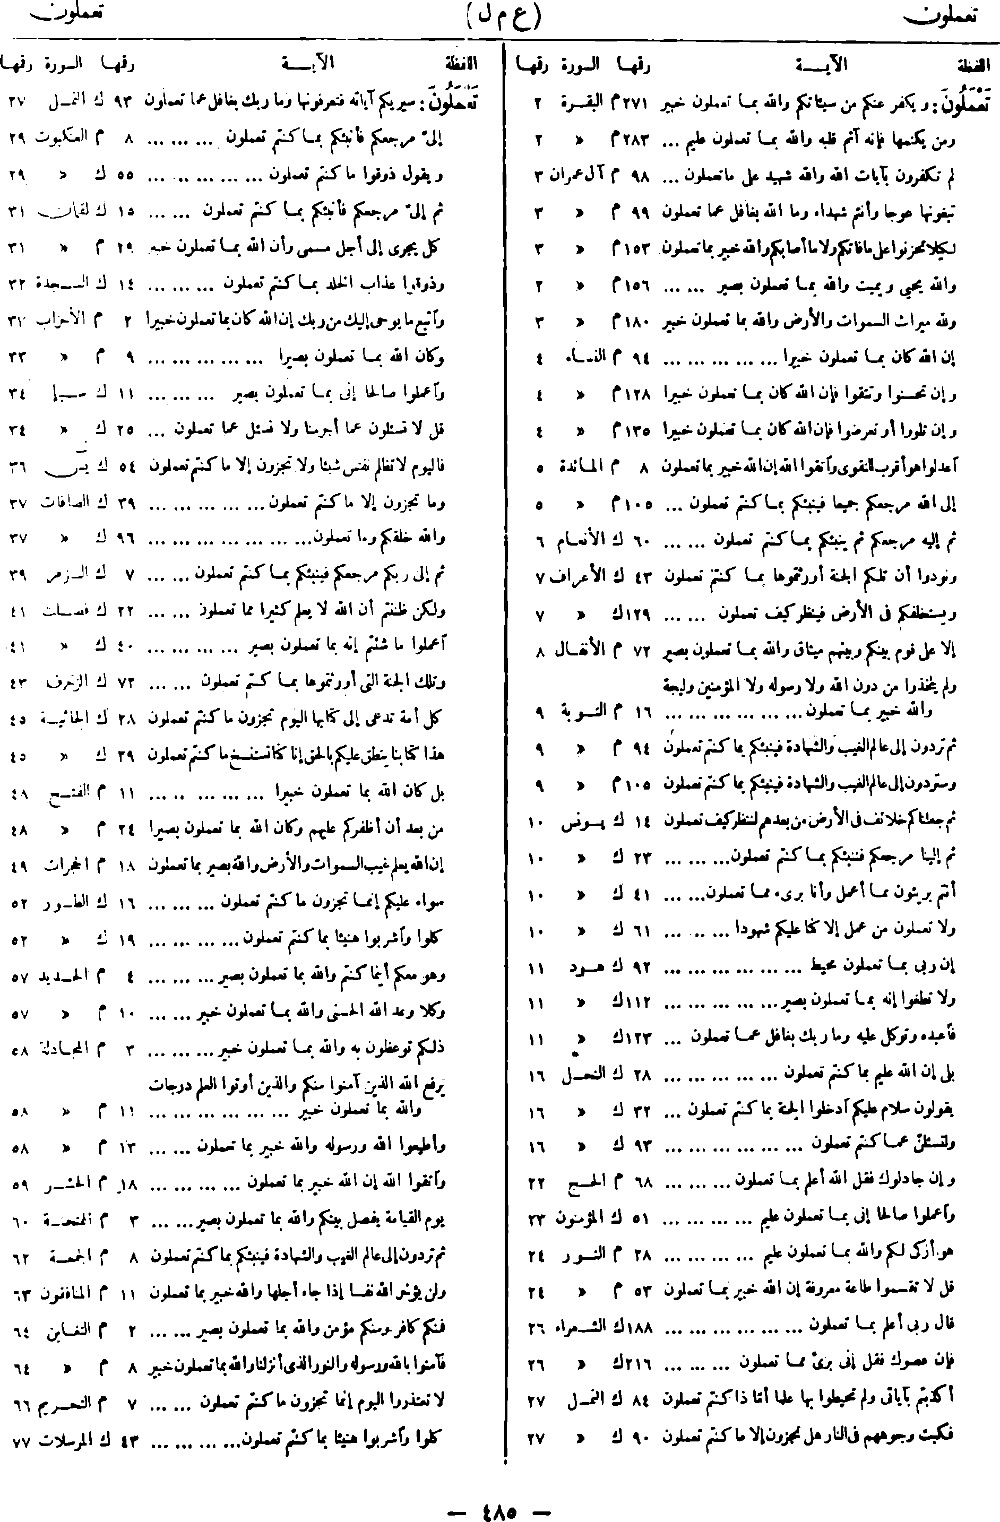 تعملون
(ع م ل)
تعملون
اللفظة الآيـــة رقمها السورة رقمها
تَعْمَلُونَ: ويكفر عنكم من سيئاتكم والله بما تعملون خبير ٢٧١ م البقرة ٢
ومن يكتمها فإنه آثم قلبه والله بما تعملون عليم ... ٢٨٣ م » ٢
لم تكفرون بآيات الله والله شهيد على ما تعملون ... ٩٨ م آل عمران ٣
تبغونها عوجا وأنتم شهداء وما الله بغافل عما تعملون ٩٩ م » ٣
لكيلا تحزنوا على ما فاتكم ولا ما أصابكم والله خبير بما تعملون ١٥٣ م » ٣
والله يحيي ويميت والله بما تعملون بصير ... ... ١٥٦ م » ٣
ولله ميراث السموات والأرض والله بما تعملون خبير ١٨٠ م » ٣
إن الله كان بما تعملون خبيرا ... ... ... ... ... ٩٤ م النساء ٤
وإن تحسنوا وتتقوا فإن الله كان بما تعملون خبيرا ١٢٨ م » ٤
وإن تلووا أو تعرضوا فإن الله كان بما تعملون خبيرا ١٣٥ م » ٤
اعدلوا هو أقرب للتقوى واتقوا الله إن الله خبير بما تعملون ٨ م المائدة ٥
إلى الله مرجعكم جميعا فينبئكم بما كنتم تعملون ... ١٠٥ م » ٥
ثم إليه مرجعكم ثم ينبئكم بما كنتم تعملون ... ... ٦٠ ك الأنعام ٦
ونودوا أن تلكم الجنة أورثتموها بما كنتم تعملون ٤٣ ك الأعراف ٧
ويستخلفكم فى الأرض فينظر كيف تعملون ... ... ١٢٩ ك » ٧
إلا على قوم بينكم وبينهم ميثاق والله بما تعملون بصير ٧٢ م الأنفال ٨
ولم يتخذوا من دون الله ولا رسوله ولا المؤمنين وليجة
والله خبير بما تعملون ... ... ... ... ... ... ١٦ م التوبة ٩
ثم تردون إلى عالم الغيب والشهادة فينبئكم بما كنتم تعملون ٩٤ م » ٩
وستردون إلى عالم الغيب والشهادة فينبئكم بما كنتم تعملون ١٠٥ م » ٩
ثم جعلناكم خلائف فى الأرض من بعدهم لننظر كيف تعملون ١٤ ك يونس ١٠
ثم إلينا مرجعكم فننبئكم بما كنتم تعملون ... ... ... ٢٣ ك » ١٠
أنتم بريئون مما أعمل وأنا برىء مما تعملون ... ... ٤١ ك » ١٠
ولا تعملون من عمل إلا كنا عليكم شهودا ... ... ... ٦١ ك » ١٠
إن ربى بما تعملون محيط ... ... ... ... ... ... ٩٢ ك هود ١١
ولا تطغوا إنه بما تعملون بصير ... ... ... ... ... ١١٢ ك » ١١
فاعبده وتوكل عليه وما ربك بغافل عما تعملون ... ١٢٣ ك » ١١
بلى إن الله عليم بما كنتم تعملون ... ... ... ... ... ٢٨ ك النحل ١٦
يقولون سلام عليكم ادخلوا الجنة بما كنتم تعملون ... ٣٢ ك » ١٦
ولتسئلن عما كنتم تعملون ... ... ... ... ... ... ٩٣ ك » ١٦
وإن جادلوك فقل الله أعلم بما تعملون ... ... ... ٦٨ م الحج ٢٢
واعملوا صالحا إنى بما تعملون عليم ... ... ... ... ٥١ ك المؤمنون ٢٣
هو أزكى لكم والله بما تعملون عليم ... ... ... ... ٢٨ م النور ٢٤
قل لا تقسموا طاعة معروفة إن الله خبير بما تعملون ٥٣ م » ٢٤
قال ربى أعلم بما تعملون ... ... ... ... ... ... ١٨٨ ك الشعراء ٢٦
فإن عصوك فقل إنى برئ مما تعملون ... ... ... ٢١٦ ك » ٢٦
أكذبتم بآياتى ولم تحيطوا بها علما أمّا ذا كنتم تعملون ٨٤ ك النمل ٢٧
فكبت وجوههم فى النار هل تجزون إلا ما كنتم تعملون ٩٠ ك » ٢٧
اللفظة الآيـــة رقمها السورة رقمها
تَعْمَلُونَ: سيريكم آياته فتعرفونها وما ربك بغافل عما تعملون ٩٣ ك النمل ٢٧
إلىّ مرجعكم فأنبئكم بما كنتم تعملون ... ... ... ٨ م العنكبوت ٢٩
ويقول ذوقوا ما كنتم تعملون ... ... ... ... ... ٥٥ ك » ٢٩
ثم إلىّ مرجعكم فأنبئكم بما كنتم تعملون ... ... ١٥ ك لقمان ٣١
كل يجرى إلى أجل مسمى وأن الله بما تعملون خبير ٢٩ م » ٣١
وذوقوا عذاب الخلد بما كنتم تعملون ... ... ... ١٤ ك السجدة ٣٢
واتبع ما يوحى إليك من ربك إن الله كان بما تعملون خبيرا ٢ م الأحزاب ٣٣
وكان الله بما تعملون بصيرا ... ... ... ... ... ٩ م » ٣٣
واعملوا صالحا إنى بما تعملون بصير ... ... ... ١١ ك سبإ ٣٤
قل لا تسئلون عما أجرمنا ولا نسئل عما تعملون ... ٢٥ ك » ٣٤
فاليوم لا تظلم نفس شيئا ولا تجزون إلا ما كنتم تعملون ٥٤ ك يس ٣٦
وما تجزون إلا ما كنتم تعملون ... ... ... ... ... ٣٩ ك الصافات ٣٧
والله خلقكم وما تعملون ... ... ... ... ... ... ... ٩٦ ك » ٣٧
ثم إلى ربكم مرجعكم فينبئكم بما كنتم تعملون ... ... ٧ ك الزمر ٣٩
ولكن ظننتم أن الله لا يعلم كثيرا مما تعملون ... ... ٢٢ ك فصلت ٤١
اعملوا ما شئتم إنه بما تعملون بصير ... ... ... ... ٤٠ ك » ٤١
وتلك الجنة التى أورثتموها بما كنتم تعملون ... ... ٧٢ ك الزخرف ٤٣
كل أمة تدعى إلى كتابها اليوم تجزون ما كنتم تعملون ٢٨ ك الجاثية ٤٥
هذا كتابنا ينطق عليكم بالحق إنا كنا نستنسخ ما كنتم تعملون ٢٩ ك » ٤٥
بل كان الله بما تعملون خبيرا ... ... ... ... ... ١١ م الفتح ٤٨
من بعد أن أظفركم عليهم وكان الله بما تعملون بصيرا ٢٤ م » ٤٨
إن الله يعلم غيب السموات والأرض والله بصير بما تعملون ١٨ م الحجرات ٤٩
سواء عليكم إنما تجزون ما كنتم تعملون ... ... ... ١٦ ك الطور ٥٢
كلوا واشربوا هنيئا بما كنتم تعملون ... ... ... ... ١٩ ك » ٥٢
وهو معكم أينما كنتم والله بما تعملون بصير ... ... ٤ م الحديد ٥٧
وكلا وعد الله الحسنى والله بما تعملون خبير ... ... ١٠ م » ٥٧
ذلكم توعظون به والله بما تعملون خبير ... ... ... ٣ م المجادلة ٥٨
يرفع الله الذين آمنوا منكم والذين أوتوا العلم درجات
والله بما تعملون خبير ... ... ... ... ... ... ١١ م » ٥٨
وأطيعوا الله ورسوله والله خبير بما تعملون ... ... ١٣ م » ٥٨
واتقوا الله إن الله خبير بما تعملون ... ... ... ... ١٨ م الحشر ٥٩
يوم القيامة يفصل بينكم والله بما تعملون بصير ... ... ٣ م الممتحنة ٦٠
ثم تردون إلى عالم الغيب والشهادة فينبئكم بما كنتم تعملون ٨ م الجمعة ٦٢
ولن يؤخر الله نفسا إذا جاء أجلها والله خبير بما تعملون ١١ م المنافقون ٦٣
فمنكم كافر ومنكم مؤمن والله بما تعملون بصير ... ... ٢ م التغابن ٦٤
فآمنوا بالله ورسوله والنور الذى أنزلنا والله بما تعملون خبير ٨ م » ٦٤
لا تعتذروا اليوم إنما تجزون ما كنتم تعملون ... ... ٧ م التحريم ٦٦
كلوا واشربوا هنيئا بما كنتم تعملون ... ... ... ... ٤٣ ك المرسلات ٧٧
— ٤٨٥ —